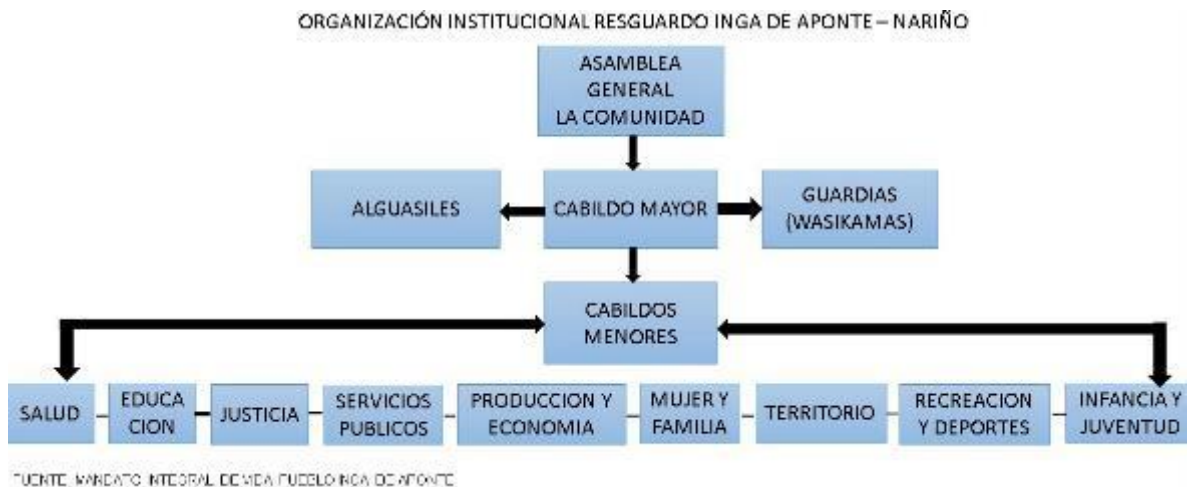 ORGANIZACIÓN INSTITUCIONAL RESGUARDO INGA DE APONTE – NARIÑO
ASAMBLEA
GENERAL
LA COMUNIDAD
ALGUASILES
CABILDO MAYOR
GUARDIAS
(WASIKAMAS)
CABILDOS
MENORES
SALUD
EDUCA
CION
JUSTICIA
SERVICIOS
PUBLICOS
PRODUCCION Y
ECONOMIA
MUJER Y
FAMILIA
TERRITORIO
RECREACION
Y DEPORTES
INFANCIA Y
JUVENTUD
FUENTE MANDATO INTEGRAL DE VIDA PUEBLO INGA DE APONTE